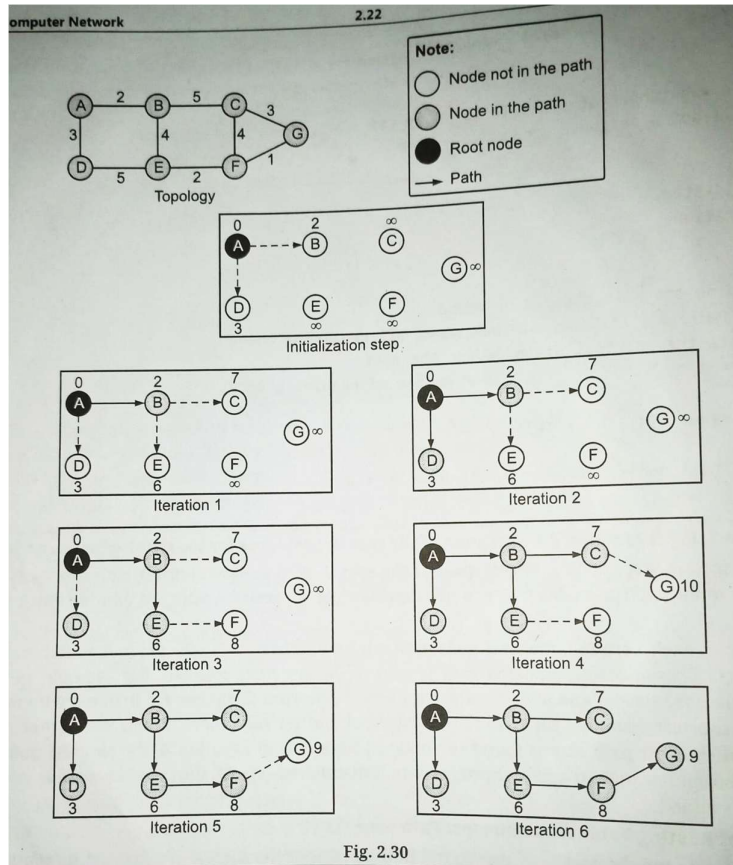 omputer Network
2.22
Note:
Node not in the path
Node in the path
Root node
Path
A 2 B 5 C 3
3 4 4 G
D 5 E 2 F 1
Topology
0 2 ∞
A B C
G ∞
D E F
3 ∞ ∞
Initialization step
0 2 7
A B C
G ∞
D E F
3 6 ∞
Iteration 1
0 2 7
A B C
G ∞
D E F
3 6 ∞
Iteration 2
0 2 7
A B C
G ∞
D E F
3 6 8
Iteration 3
0 2 7
A B C
G 10
D E F
3 6 8
Iteration 4
0 2 7
A B C
G 9
D E F
3 6 8
Iteration 5
0 2 7
A B C
G 9
D E F
3 6 8
Iteration 6
Fig. 2.30